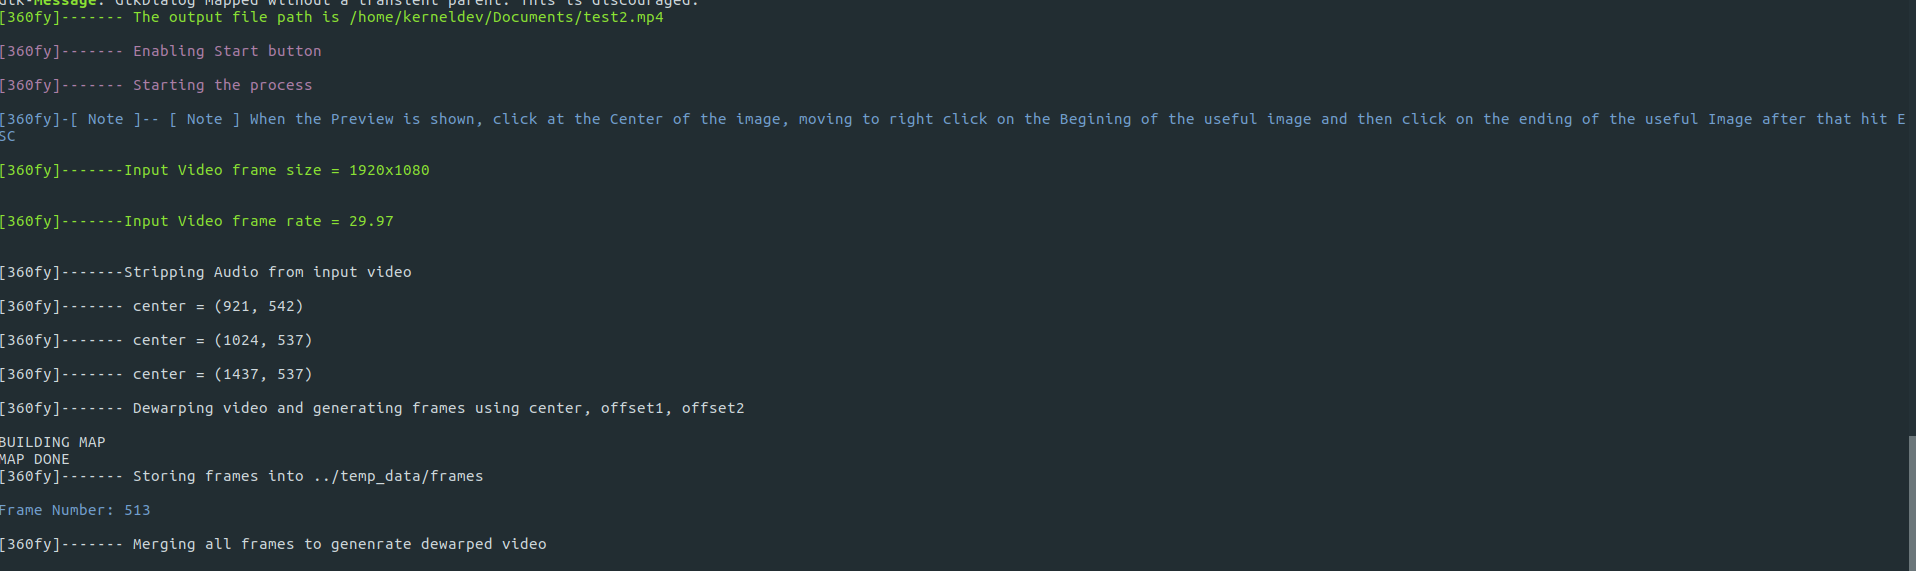 Gtk-Message: GtkDialog mapped without a transient parent. This is discouraged.
[360fy]------- The output file path is /home/kerneldev/Documents/test2.mp4
[360fy]------- Enabling Start button
[360fy]------- Starting the process
[360fy]-[ Note ]-- [ Note ] When the Preview is shown, click at the Center of the image, moving to right click on the Begining of the useful image and then click on the ending of the useful Image after that hit E
SC
[360fy]-------Input Video frame size = 1920x1080
[360fy]-------Input Video frame rate = 29.97
[360fy]-------Stripping Audio from input video
[360fy]------- center = (921, 542)
[360fy]------- center = (1024, 537)
[360fy]------- center = (1437, 537)
[360fy]------- Dewarping video and generating frames using center, offset1, offset2
BUILDING MAP
MAP DONE
[360fy]------- Storing frames into ../temp_data/frames
Frame Number: 513
[360fy]------- Merging all frames to genenrate dewarped video